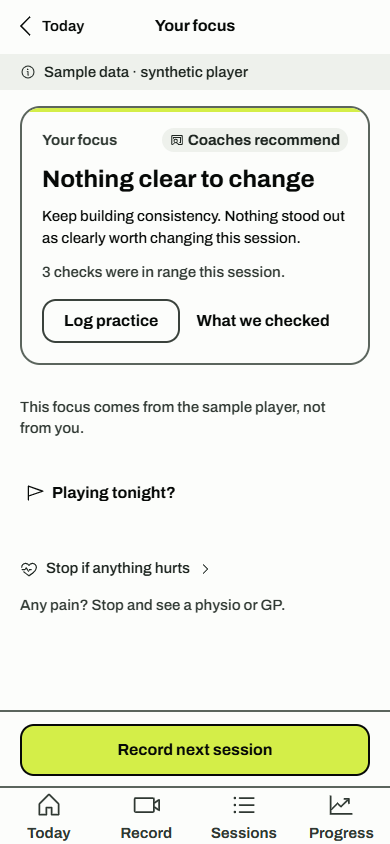 Today
Your focus
Sample data · synthetic player
Your focus
Coaches recommend
Nothing clear to change
Keep building consistency. Nothing stood out
as clearly worth changing this session.
3 checks were in range this session.
Log practice
What we checked
This focus comes from the sample player, not
from you.
Playing tonight?
Stop if anything hurts
Any pain? Stop and see a physio or GP.
Record next session
Today
Record
Sessions
Progress